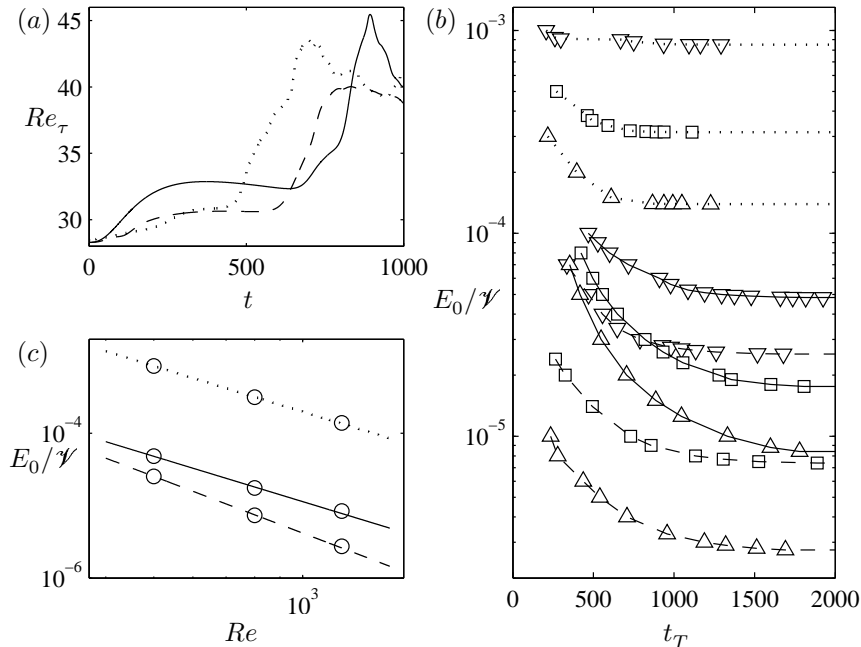 (a)
45
40
35
30
Re_τ
0
500
1000
t
(b)
10^{-3}
10^{-4}
10^{-5}
E_0/𝒱
0
500
1000
1500
2000
t_T
(c)
10^{-4}
10^{-6}
E_0/𝒱
10^3
Re